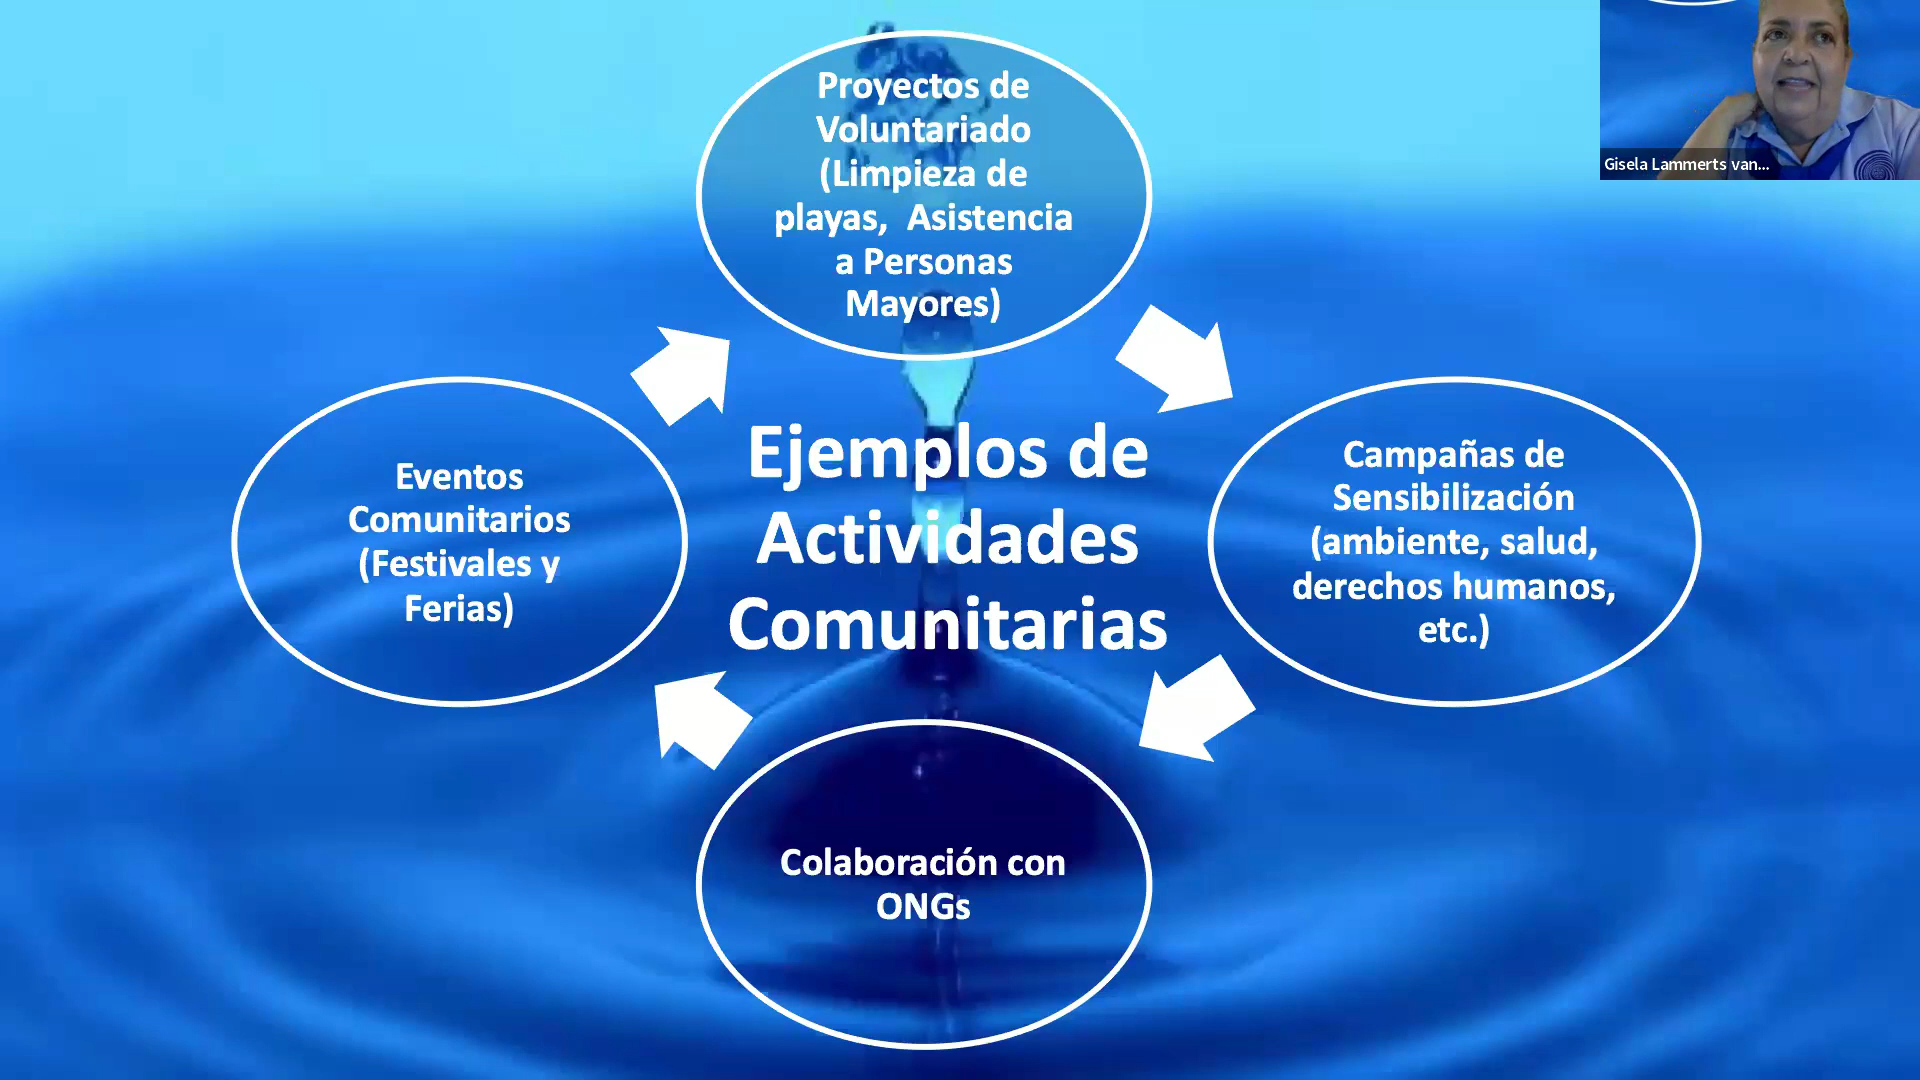 Proyectos de
Voluntariado
(Limpieza de
playas,  Asistencia
a Personas
Mayores)
Gisela Lammerts van...
Ejemplos de
Actividades
Comunitarias
Eventos
Comunitarios
(Festivales y
Ferias)
Campañas de
Sensibilización
(ambiente, salud,
derechos humanos,
etc.)
Colaboración con
ONGs